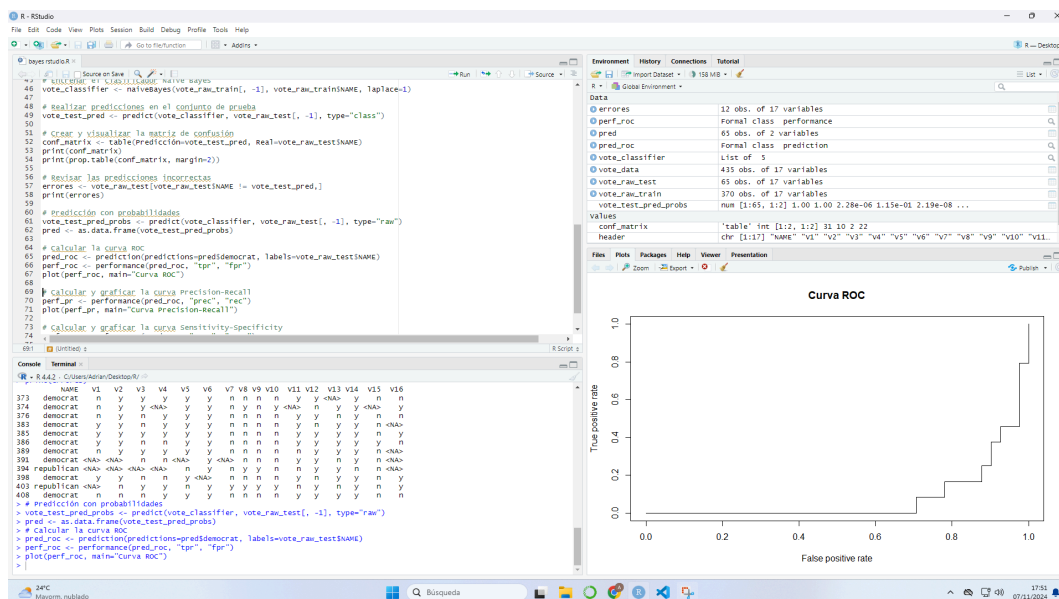 R - RStudio
File Edit Code View Plots Session Build Debug Profile Tools Help
Go to file/function Addins
R — Desktop
bayes rstudio.R
Source on Save Run Source
45 # Entrenar el clasificador Naive Bayes
46 vote_classifier <- naiveBayes(vote_raw_train[, -1], vote_raw_train$NAME, laplace=1)
47
48 # Realizar predicciones en el conjunto de prueba
49 vote_test_pred <- predict(vote_classifier, vote_raw_test[, -1], type="class")
50
51 # Crear y visualizar la matriz de confusión
52 conf_matrix <- table(Predicción=vote_test_pred, Real=vote_raw_test$NAME)
53 print(conf_matrix)
54 print(prop.table(conf_matrix, margin=2))
55
56 # Revisar las predicciones incorrectas
57 errores <- vote_raw_test[vote_raw_test$NAME != vote_test_pred,]
58 print(errores)
59
60 # Predicción con probabilidades
61 vote_test_pred_probs <- predict(vote_classifier, vote_raw_test[, -1], type="raw")
62 pred <- as.data.frame(vote_test_pred_probs)
63
64 # Calcular la curva ROC
65 pred_roc <- prediction(predictions=pred$democrat, labels=vote_raw_test$NAME)
66 perf_roc <- performance(pred_roc, "tpr", "fpr")
67 plot(perf_roc, main="Curva ROC")
68
69 # Calcular y graficar la curva Precision-Recall
70 perf_pr <- performance(pred_roc, "prec", "rec")
71 plot(perf_pr, main="Curva Precision-Recall")
72
73 # Calcular y graficar la curva Sensitivity-Specificity
74
69:1 (Untitled) R Script
Console Terminal
R 4.4.2 · C:/Users/Adrian/Desktop/R/
NAME v1 v2 v3 v4 v5 v6 v7 v8 v9 v10 v11 v12 v13 v14 v15 v16
373 democrat n y y y y y n n n n y y <NA> y n n
374 democrat n y y <NA> y y n y n y <NA> n y y <NA> y
376 democrat n y n y y y n n n n y y n y n n
383 democrat n y n y y y n n n n y n y y n <NA>
385 democrat y y y y y y n n n n y y y y n y
386 democrat y y n n y y n n n n n y y y n y
389 democrat n y n y y y n n n n y y y y n <NA>
391 democrat <NA> <NA> n n <NA> y <NA> n n n y y y y n <NA>
394 republican <NA> <NA> <NA> <NA> n y n y y n n y n y n <NA>
398 democrat y y n n y <NA> n n n n y n y y n n
403 republican <NA> n y y n y y y y y n y y y n y
408 democrat n n n y y y n n n n y y y y n n
> # Predicción con probabilidades
> vote_test_pred_probs <- predict(vote_classifier, vote_raw_test[, -1], type="raw")
> pred <- as.data.frame(vote_test_pred_probs)
> # Calcular la curva ROC
> pred_roc <- prediction(predictions=pred$democrat, labels=vote_raw_test$NAME)
> perf_roc <- performance(pred_roc, "tpr", "fpr")
> plot(perf_roc, main="Curva ROC")
>
Environment History Connections Tutorial
Import Dataset 158 MiB List
R Global Environment
Data
errores 12 obs. of 17 variables
perf_roc Formal class performance
pred 65 obs. of 2 variables
pred_roc Formal class prediction
vote_classifier List of 5
vote_data 435 obs. of 17 variables
vote_raw_test 65 obs. of 17 variables
vote_raw_train 370 obs. of 17 variables
vote_test_pred_probs num [1:65, 1:2] 1.00 1.00 2.28e-06 1.15e-01 2.19e-08 ...
Values
conf_matrix 'table' int [1:2, 1:2] 31 10 2 22
header chr [1:17] "NAME" "v1" "v2" "v3" "v4" "v5" "v6" "v7" "v8" "v9" "v10" "v11…
Files Plots Packages Help Viewer Presentation
Zoom Export Publish
Curva ROC
True positive rate
1.0
0.8
0.6
0.4
0.2
0.0
0.0 0.2 0.4 0.6 0.8 1.0
False positive rate
24°C
Mayorm. nublado
Búsqueda
17:51
07/11/2024